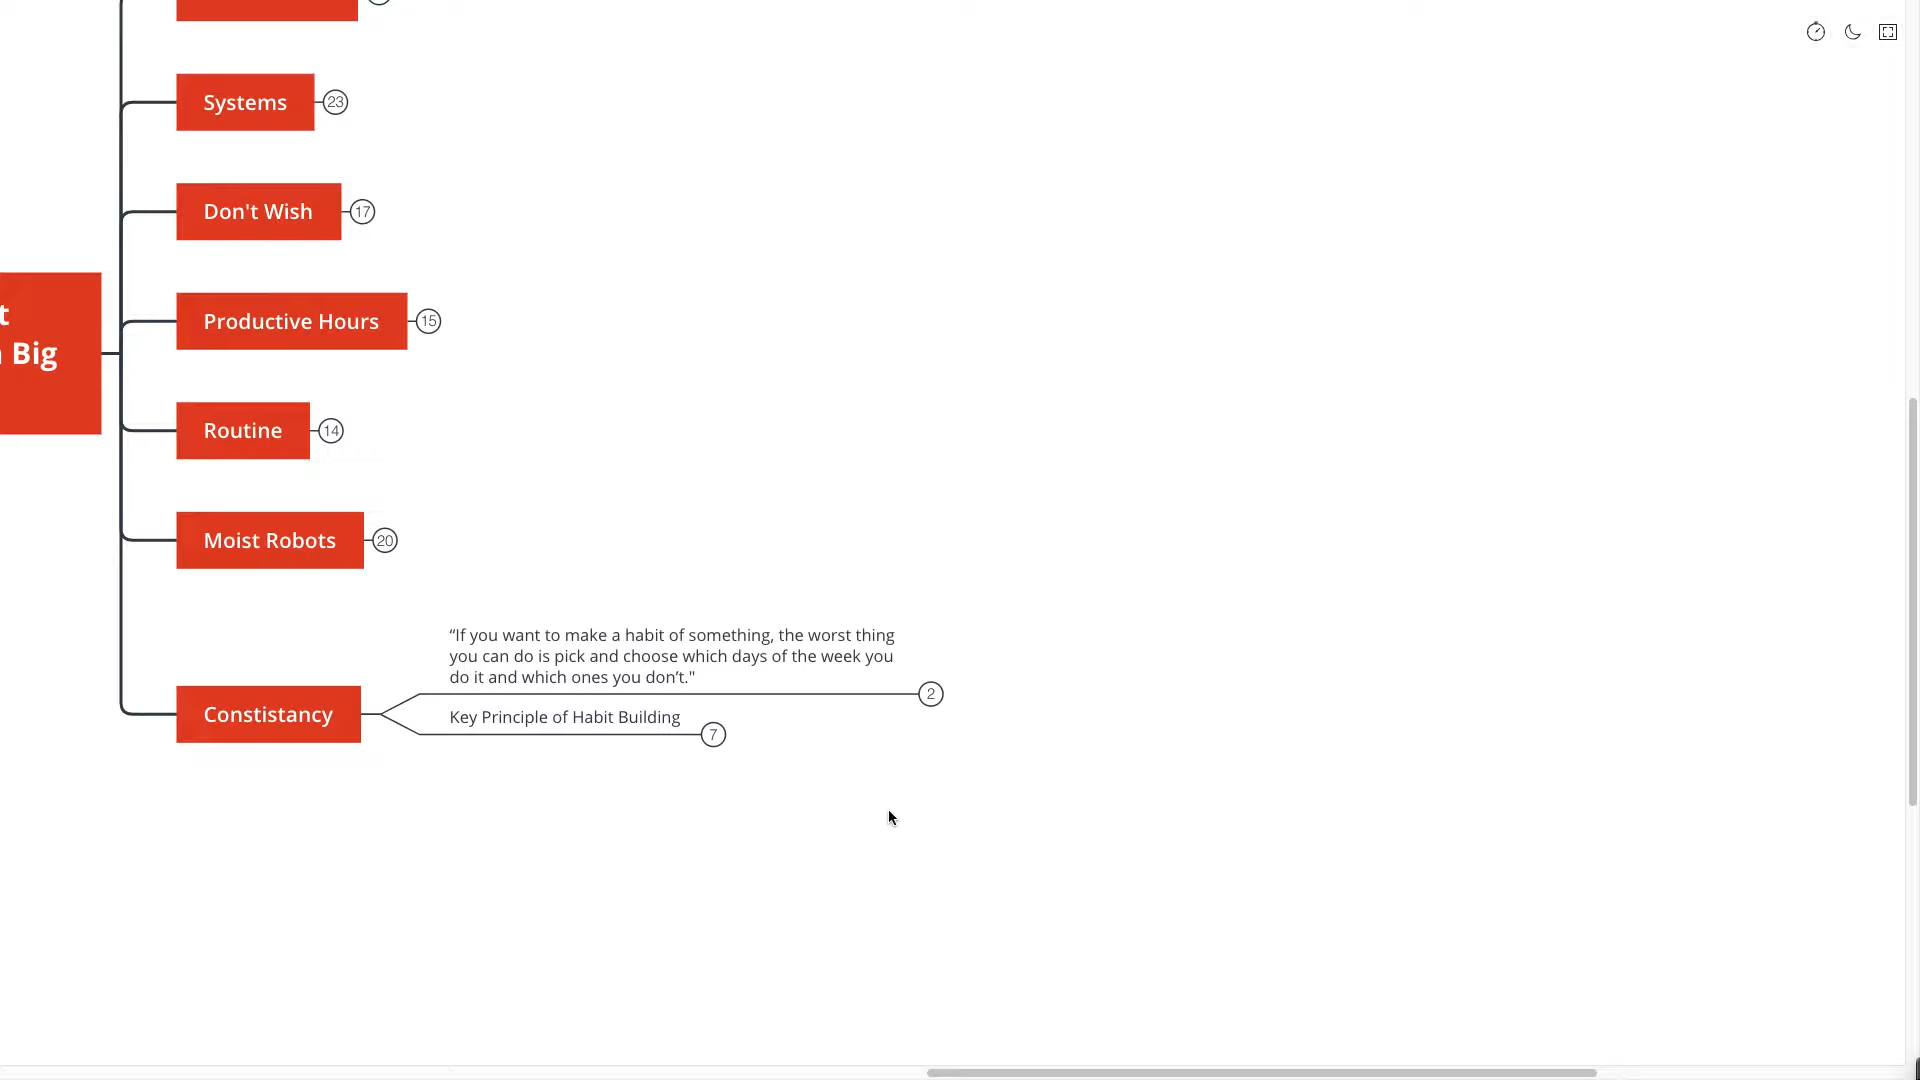 Systems
23
Don't Wish
17
t
Big
Productive Hours
15
Routine
14
Moist Robots
20
“If you want to make a habit of something, the worst thing
you can do is pick and choose which days of the week you
do it and which ones you don’t."
2
Constistancy
Key Principle of Habit Building
7